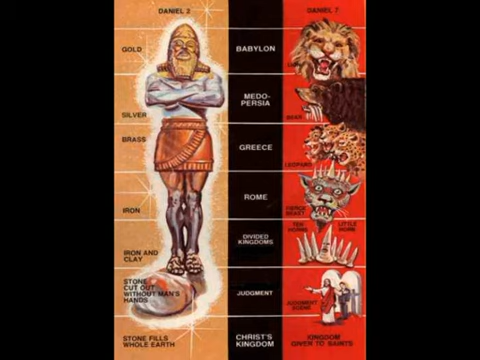 DANIEL 2
DANIEL 7
GOLD
BABYLON
LION
SILVER
MEDO-
PERSIA
BEAR
BRASS
GREECE
LEOPARD
IRON
ROME
FIERCE
BEAST
TEN
HORNS
LITTLE
HORN
IRON AND
CLAY
DIVIDED
KINGDOMS
STONE
CUT OUT
WITHOUT MAN'S
HANDS
JUDGMENT
JUDGMENT
SCENE
STONE FILLS
WHOLE EARTH
CHRIST'S
KINGDOM
KINGDOM
GIVEN TO SAINTS